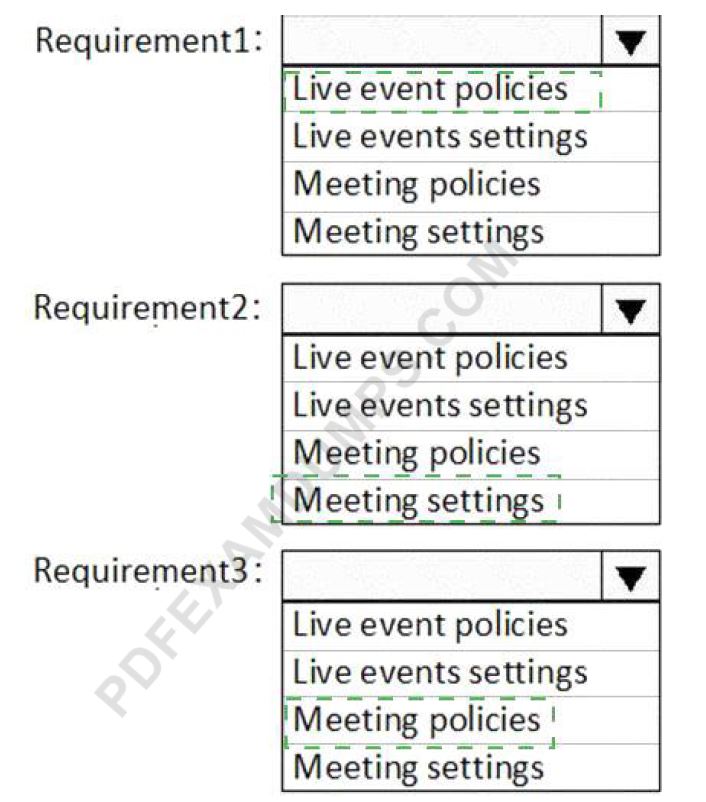 Requirement1:
Live event policies
Live events settings
Meeting policies
Meeting settings
Requirement2:
Live event policies
Live events settings
Meeting policies
Meeting settings
Requirement3:
Live event policies
Live events settings
Meeting policies
Meeting settings
PDFEXAMDUMPS.COM